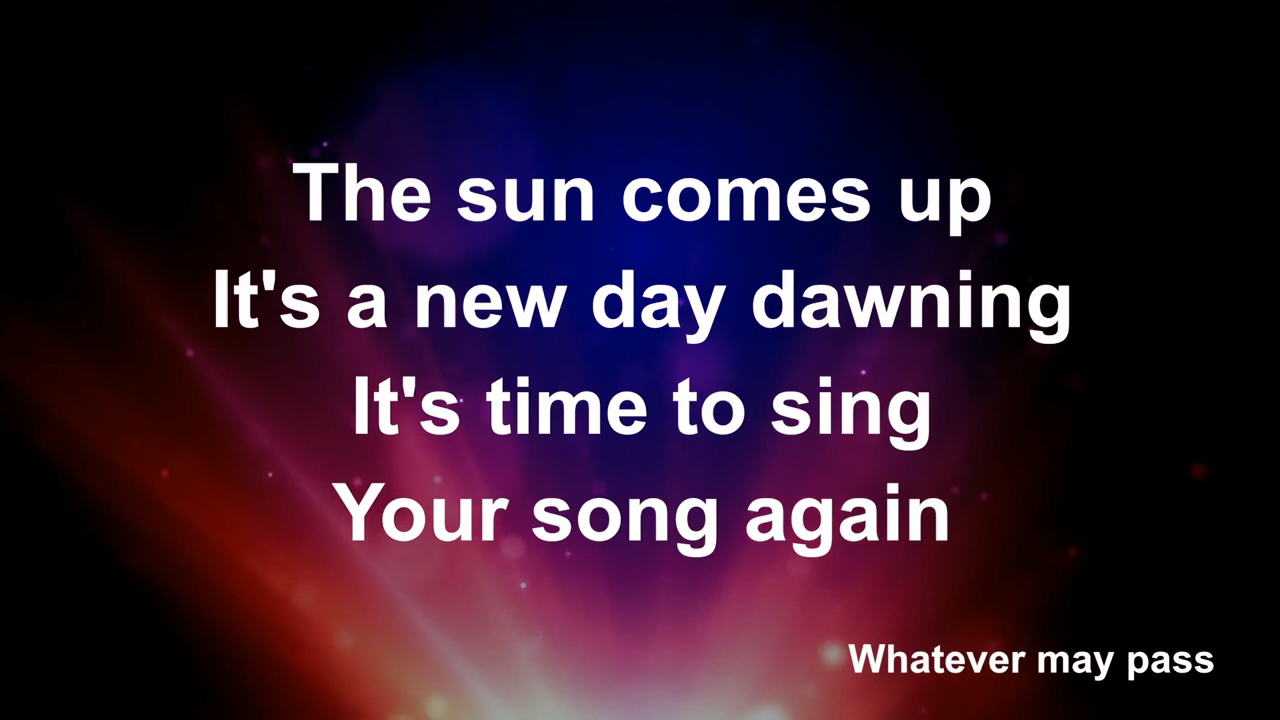 The sun comes up
It's a new day dawning
It's time to sing
Your song again
Whatever may pass